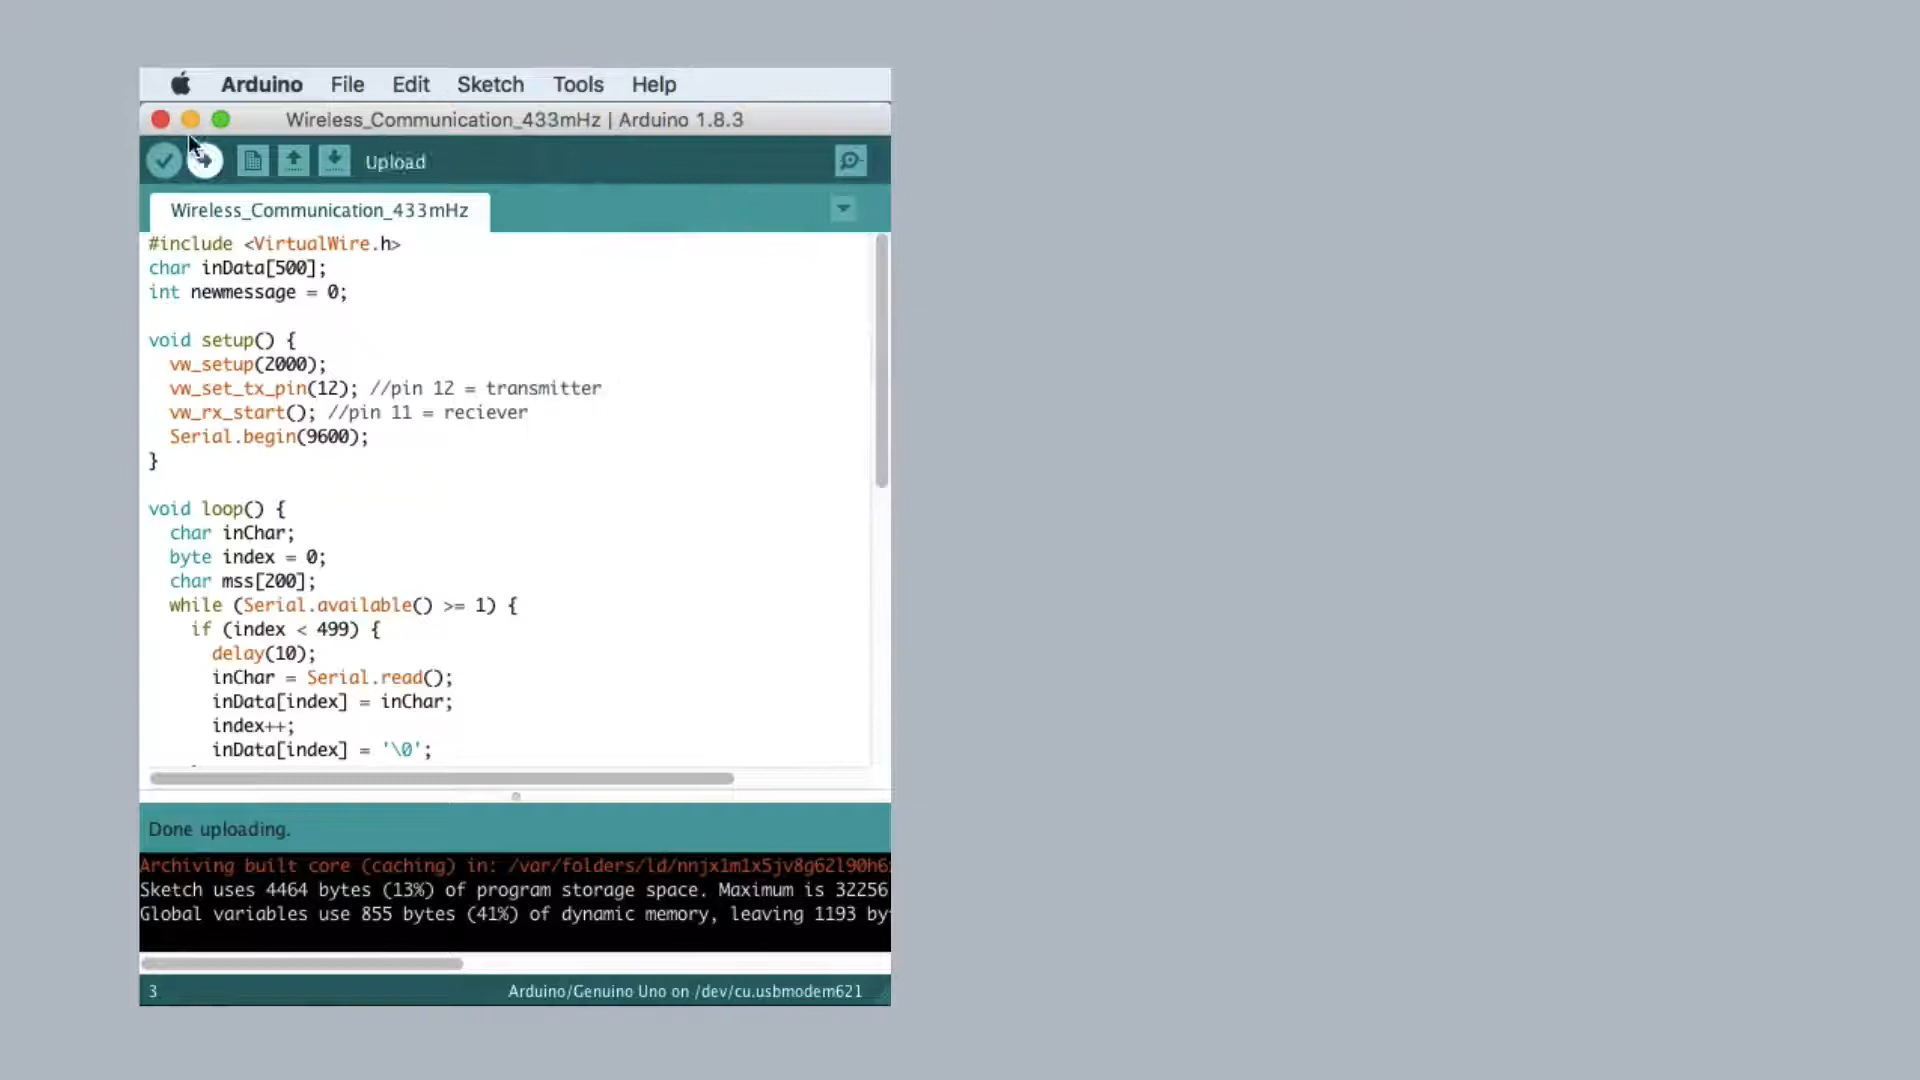 Arduino File Edit Sketch Tools Help
Wireless_Communication_433mHz | Arduino 1.8.3
Upload
Wireless_Communication_433mHz
#include <VirtualWire.h>
char inData[500];
int newmessage = 0;
void setup() {
vw_setup(2000);
vw_set_tx_pin(12); //pin 12 = transmitter
vw_rx_start(); //pin 11 = reciever
Serial.begin(9600);
}
void loop() {
char inChar;
byte index = 0;
char mss[200];
while (Serial.available() >= 1) {
if (index < 499) {
delay(10);
inChar = Serial.read();
inData[index] = inChar;
index++;
inData[index] = '\0';
Done uploading.
Archiving built core (caching) in: /var/folders/ld/nnjx1m1x5jv8g62l90h6
Sketch uses 4464 bytes (13%) of program storage space. Maximum is 32256
Global variables use 855 bytes (41%) of dynamic memory, leaving 1193 by
3
Arduino/Genuino Uno on /dev/cu.usbmodem621